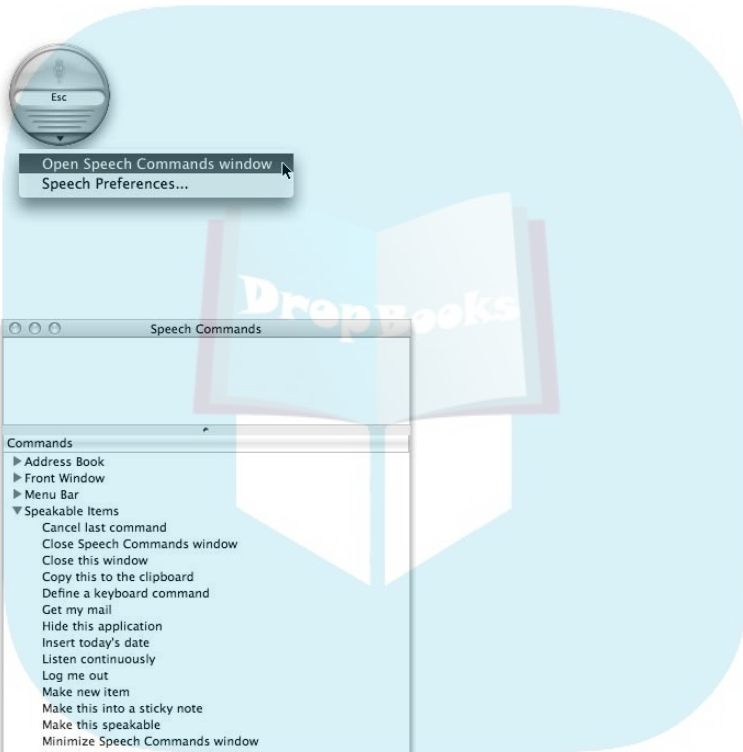 Esc
Open Speech Commands window
Speech Preferences...
DropBooks
Speech Commands
Commands
Address Book
Front Window
Menu Bar
Speakable Items
Cancel last command
Close Speech Commands window
Close this window
Copy this to the clipboard
Define a keyboard command
Get my mail
Hide this application
Insert today's date
Listen continuously
Log me out
Make new item
Make this into a sticky note
Make this speakable
Minimize Speech Commands window